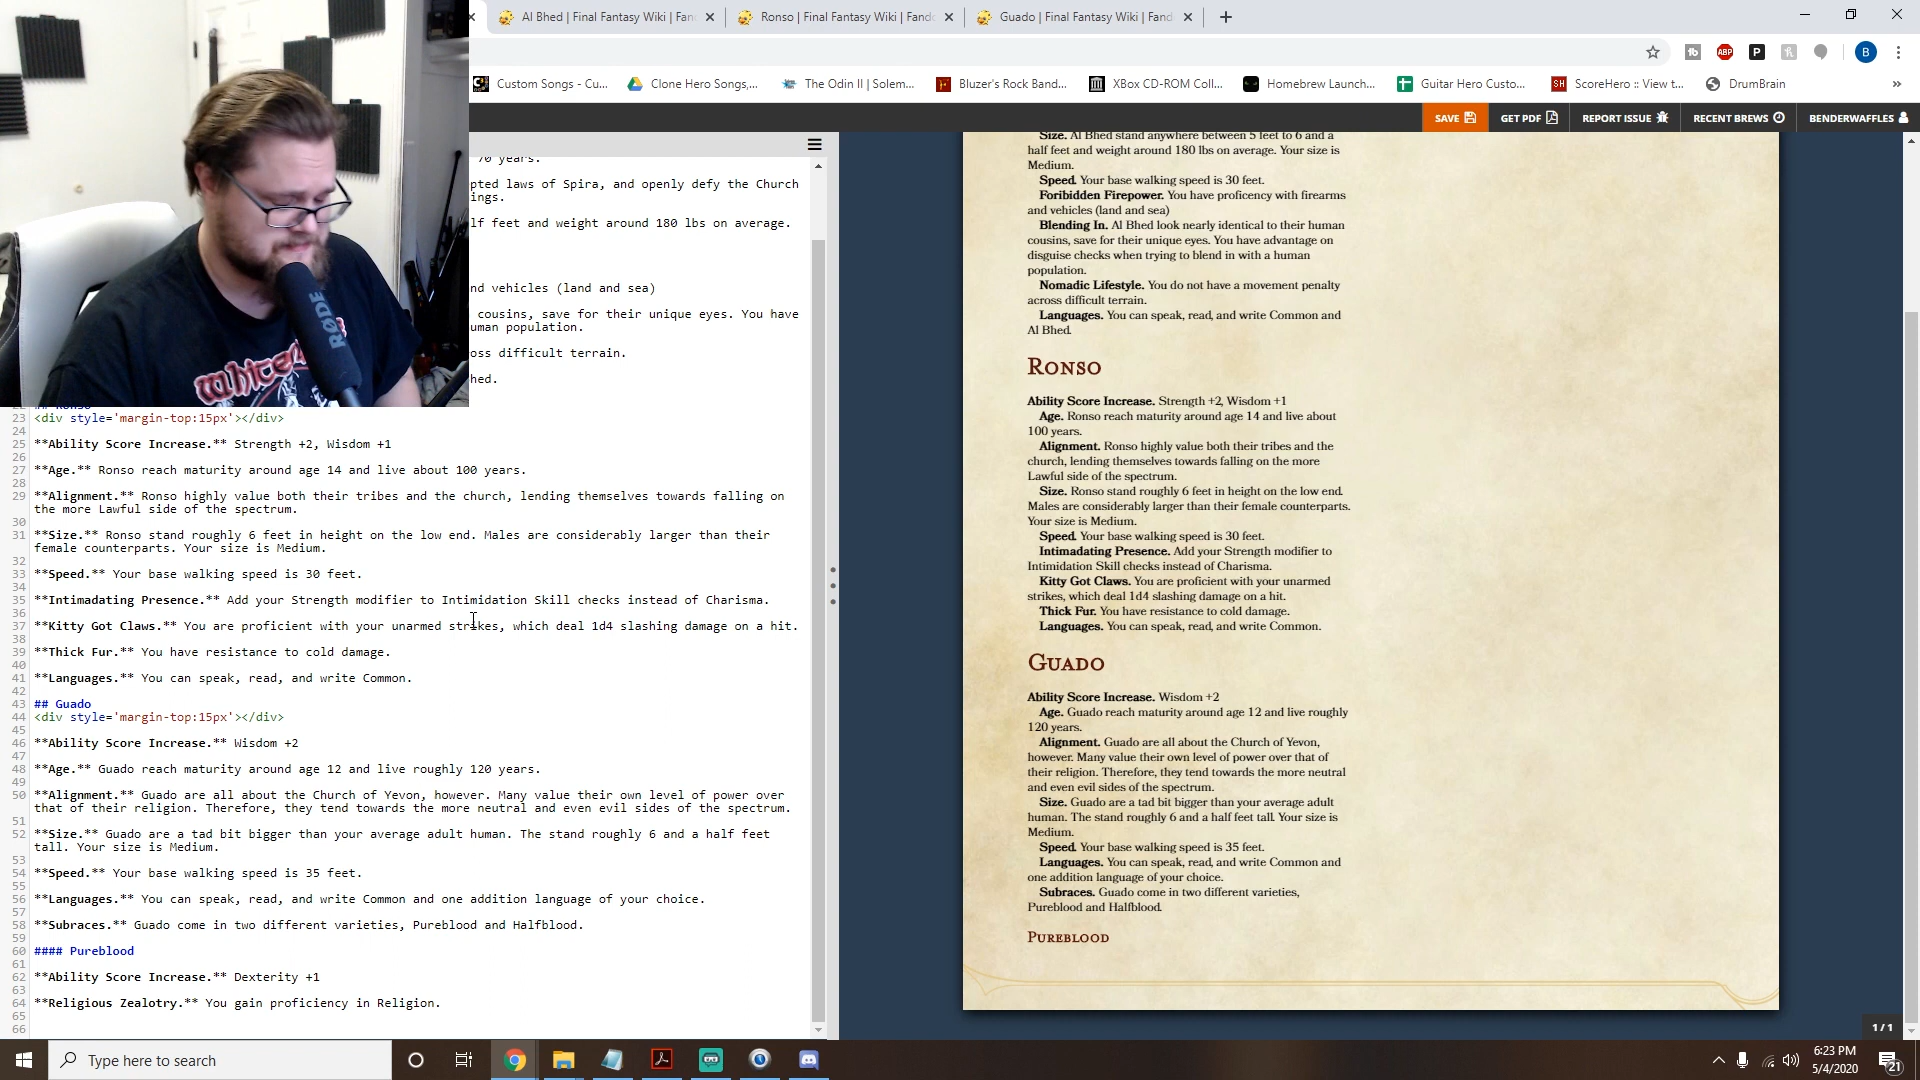 Al Bhed | Final Fantasy Wiki | Fan
Ronso | Final Fantasy Wiki | Fando
Guado | Final Fantasy Wiki | Fand
Custom Songs - Cu...
Clone Hero Songs,...
The Odin II | Solem...
Bluzer's Rock Band...
XBox CD-ROM Coll...
Homebrew Launch...
Guitar Hero Custo...
ScoreHero :: View t...
DrumBrain
SAVE
GET PDF
REPORT ISSUE
RECENT BREWS
BENDERWAFFLES
70 years.
pted laws of Spira, and openly defy the Church
ings.
lf feet and weight around 180 lbs on average.
nd vehicles (land and sea)
cousins, save for their unique eyes. You have
uman population.
oss difficult terrain.
hed.
22 ## Ronso
23 <div style='margin-top:15px'></div>
24
25 **Ability Score Increase.** Strength +2, Wisdom +1
26
27 **Age.** Ronso reach maturity around age 14 and live about 100 years.
28
29 **Alignment.** Ronso highly value both their tribes and the church, lending themselves towards falling on
the more Lawful side of the spectrum.
30
31 **Size.** Ronso stand roughly 6 feet in height on the low end. Males are considerably larger than their
female counterparts. Your size is Medium.
32
33 **Speed.** Your base walking speed is 30 feet.
34
35 **Intimadating Presence.** Add your Strength modifier to Intimidation Skill checks instead of Charisma.
36
37 **Kitty Got Claws.** You are proficient with your unarmed strikes, which deal 1d4 slashing damage on a hit.
38
39 **Thick Fur.** You have resistance to cold damage.
40
41 **Languages.** You can speak, read, and write Common.
42
43 ## Guado
44 <div style='margin-top:15px'></div>
45
46 **Ability Score Increase.** Wisdom +2
47
48 **Age.** Guado reach maturity around age 12 and live roughly 120 years.
49
50 **Alignment.** Guado are all about the Church of Yevon, however. Many value their own level of power over
that of their religion. Therefore, they tend towards the more neutral and even evil sides of the spectrum.
51
52 **Size.** Guado are a tad bit bigger than your average adult human. The stand roughly 6 and a half feet
tall. Your size is Medium.
53
54 **Speed.** Your base walking speed is 35 feet.
55
56 **Languages.** You can speak, read, and write Common and one addition language of your choice.
57
58 **Subraces.** Guado come in two different varieties, Pureblood and Halfblood.
59
60 #### Pureblood
61
62 **Ability Score Increase.** Dexterity +1
63
64 **Religious Zealotry.** You gain proficiency in Religion.
65
66
Size. Al Bhed stand anywhere between 5 feet to 6 and a
half feet and weight around 180 lbs on average. Your size is
Medium.
Speed. Your base walking speed is 30 feet.
Foribidden Firepower. You have proficiency with firearms
and vehicles (land and sea)
Blending In. Al Bhed look nearly identical to their human
cousins, save for their unique eyes. You have advantage on
disguise checks when trying to blend in with a human
population.
Nomadic Lifestyle. You do not have a movement penalty
across difficult terrain.
Languages. You can speak, read, and write Common and
Al Bhed.
Ronso
Ability Score Increase. Strength +2, Wisdom +1
Age. Ronso reach maturity around age 14 and live about
100 years.
Alignment. Ronso highly value both their tribes and the
church, lending themselves towards falling on the more
Lawful side of the spectrum.
Size. Ronso stand roughly 6 feet in height on the low end.
Males are considerably larger than their female counterparts.
Your size is Medium.
Speed. Your base walking speed is 30 feet.
Intimadating Presence. Add your Strength modifier to
Intimidation Skill checks instead of Charisma.
Kitty Got Claws. You are proficient with your unarmed
strikes, which deal 1d4 slashing damage on a hit.
Thick Fur. You have resistance to cold damage.
Languages. You can speak, read, and write Common.
Guado
Ability Score Increase. Wisdom +2
Age. Guado reach maturity around age 12 and live roughly
120 years.
Alignment. Guado are all about the Church of Yevon,
however. Many value their own level of power over that of
their religion. Therefore, they tend towards the more neutral
and even evil sides of the spectrum.
Size. Guado are a tad bit bigger than your average adult
human. The stand roughly 6 and a half feet tall. Your size is
Medium.
Speed. Your base walking speed is 35 feet.
Languages. You can speak, read, and write Common and
one addition language of your choice.
Subraces. Guado come in two different varieties,
Pureblood and Halfblood.
Pureblood
1/1
RØDE
Type here to search
6:23 PM
5/4/2020
21